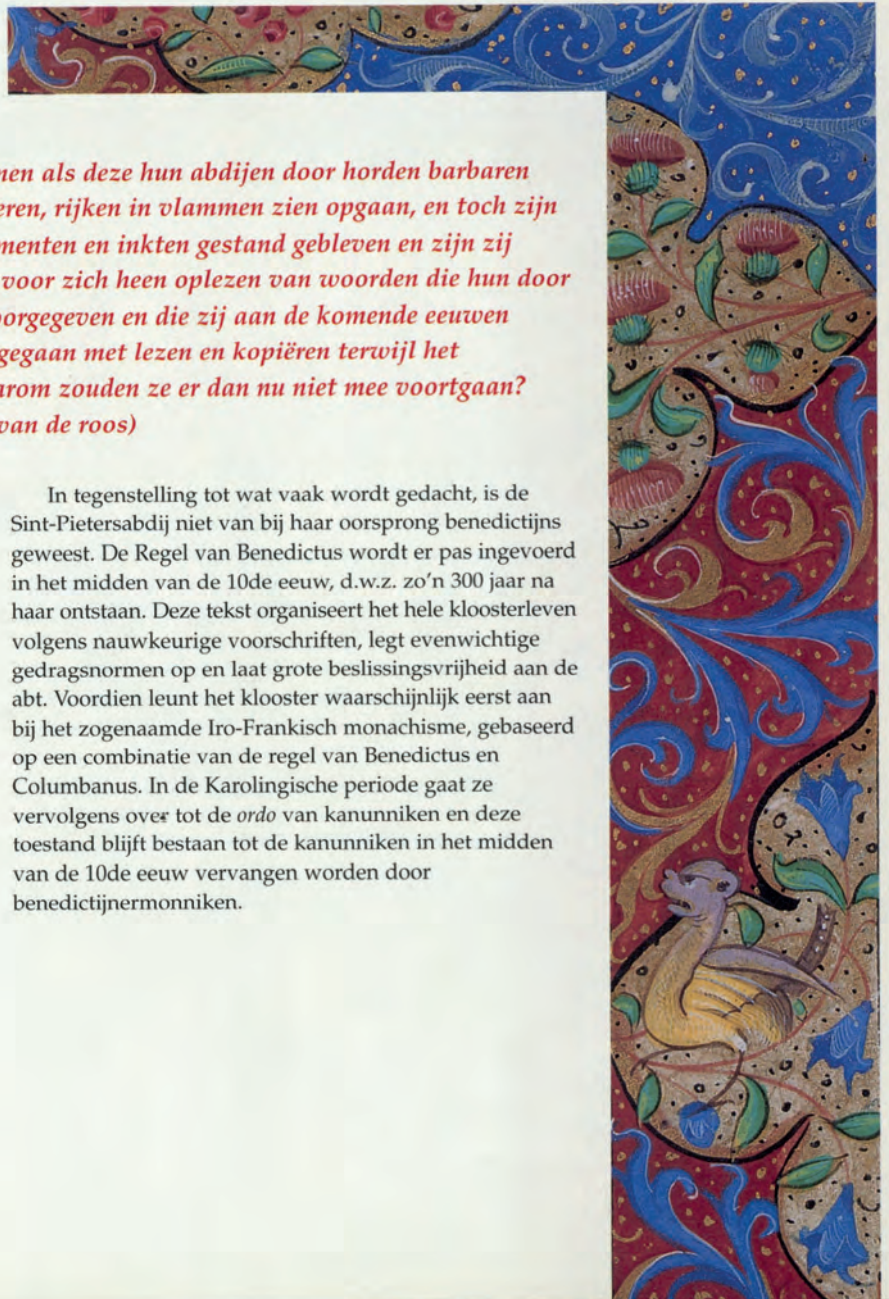 nen als deze hun abdijen door horden barbaren
eren, rijken in vlammen zien opgaan, en toch zijn
menten en inkten gestand gebleven en zijn zij
voor zich heen oplezen van woorden die hun door
oorgegeven en die zij aan de komende eeuwen
gegaan met lezen en kopiëren terwijl het
arom zouden ze er dan nu niet mee voortgaan?
van de roos)
In tegenstelling tot wat vaak wordt gedacht, is de
Sint-Pietersabdij niet van bij haar oorsprong benedictijns
geweest. De Regel van Benedictus wordt er pas ingevoerd
in het midden van de 10de eeuw, d.w.z. zo'n 300 jaar na
haar ontstaan. Deze tekst organiseert het hele kloosterleven
volgens nauwkeurige voorschriften, legt evenwichtige
gedragsnormen op en laat grote beslissingsvrijheid aan de
abt. Voordien leunt het klooster waarschijnlijk eerst aan
bij het zogenaamde Iro-Frankisch monachisme, gebaseerd
op een combinatie van de regel van Benedictus en
Columbanus. In de Karolingische periode gaat ze
vervolgens over tot de ordo van kanunniken en deze
toestand blijft bestaan tot de kanunniken in het midden
van de 10de eeuw vervangen worden door
benedictijnermonniken.